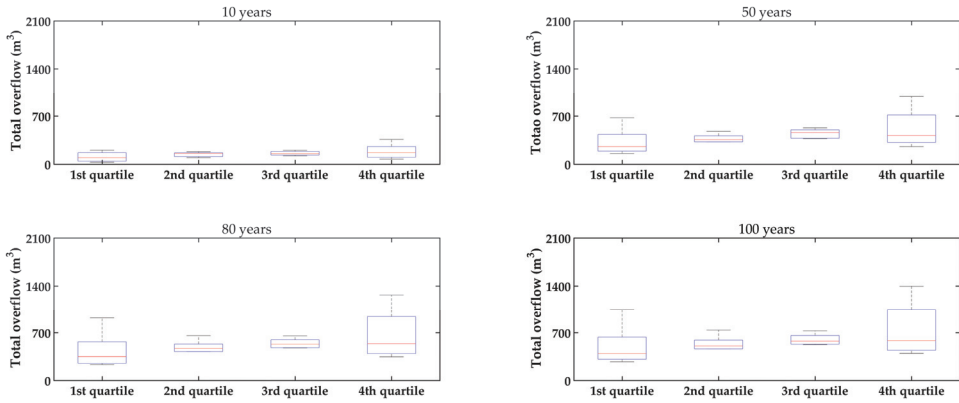 10 years
Total overflow (m³)
2100
1400
700
0
1st quartile 2nd quartile 3rd quartile 4th quartile
50 years
Totao overflow (m³)
2100
1400
700
0
1st quartile 2nd quartile 3rd quartile 4th quartile
80 years
Total overflow (m³)
2100
1400
700
0
1st quartile 2nd quartile 3rd quartile 4th quartile
100 years
Total overflow (m³)
2100
1400
700
0
1st quartile 2nd quartile 3rd quartile 4th quartile